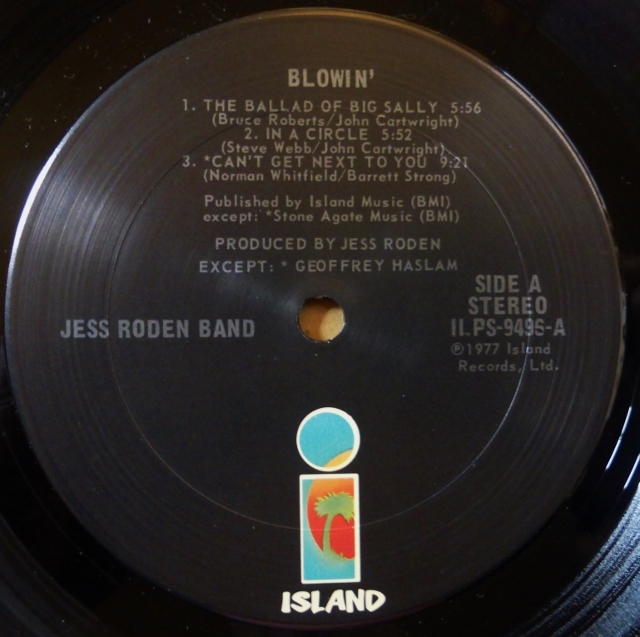 BLOWIN'
1. THE BALLAD OF BIG SALLY 5:56
(Bruce Roberts/John Cartwright)
2. IN A CIRCLE 5:52
(Steve Webb/John Cartwright)
3. *CAN'T GET NEXT TO YOU 9:21
(Norman Whitfield/Barrett Strong)
Published by Island Music (BMI)
except: *Stone Agate Music (BMI)
PRODUCED BY JESS RODEN
EXCEPT: * GEOFFREY HASLAM
JESS RODEN BAND
SIDE A
STEREO
ILPS-9496-A
℗1977 Island
Records, Ltd.
ISLAND